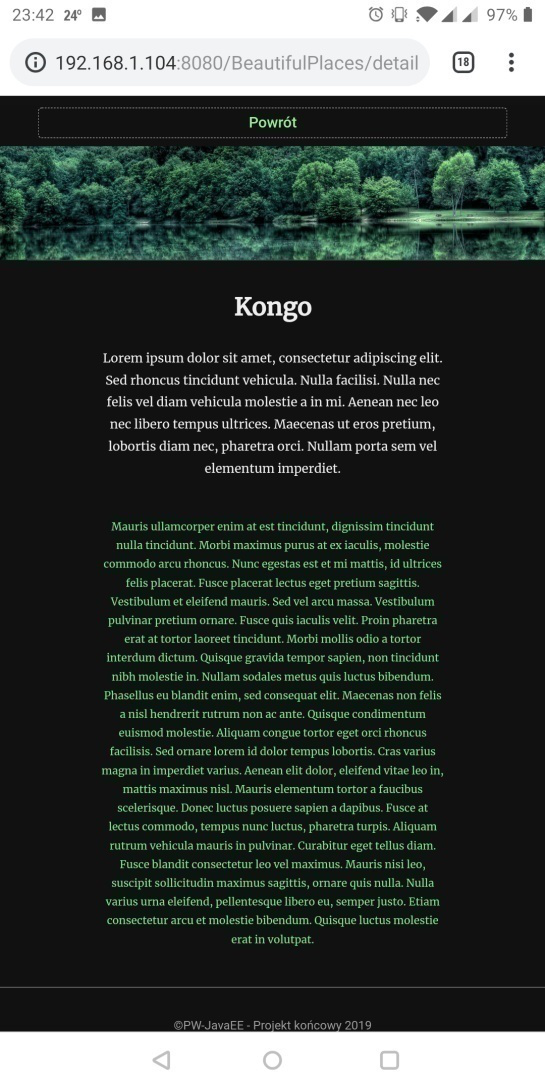 23:42 24° 97%
192.168.1.104:8080/BeautifulPlaces/detail 18
Powrót
Kongo
Lorem ipsum dolor sit amet, consectetur adipiscing elit.
Sed rhoncus tincidunt vehicula. Nulla facilisi. Nulla nec
felis vel diam vehicula molestie a in mi. Aenean nec leo
nec libero tempus ultrices. Maecenas ut eros pretium,
lobortis diam nec, pharetra orci. Nullam porta sem vel
elementum imperdiet.
Mauris ullamcorper enim at est tincidunt, dignissim tincidunt
nulla tincidunt. Morbi maximus purus at ex iaculis, molestie
commodo arcu rhoncus. Nunc egestas est et mi mattis, id ultrices
felis placerat. Fusce placerat lectus eget pretium sagittis.
Vestibulum et eleifend mauris. Sed vel arcu massa. Vestibulum
pulvinar pretium ornare. Fusce quis iaculis velit. Proin pharetra
erat at tortor laoreet tincidunt. Morbi mollis odio a tortor
interdum dictum. Quisque gravida tempor sapien, non tincidunt
nibh molestie in. Nullam sodales metus quis luctus bibendum.
Phasellus eu blandit enim, sed consequat elit. Maecenas non felis
a nisl hendrerit rutrum non ac ante. Quisque condimentum
euismod molestie. Aliquam congue tortor eget orci rhoncus
facilisis. Sed ornare lorem id dolor tempus lobortis. Cras varius
magna in imperdiet varius. Aenean elit dolor, eleifend vitae leo in,
mattis maximus nisl. Mauris elementum tortor a faucibus
scelerisque. Donec luctus posuere sapien a dapibus. Fusce at
lectus commodo, tempus nunc luctus, pharetra turpis. Aliquam
rutrum vehicula mauris in pulvinar. Curabitur eget tellus diam.
Fusce blandit consectetur leo vel maximus. Mauris nisi leo,
suscipit sollicitudin maximus sagittis, ornare quis nulla. Nulla
varius urna eleifend, pellentesque libero eu, semper justo. Etiam
consectetur arcu et molestie bibendum. Quisque luctus molestie
erat in volutpat.
©PW-JavaEE - Projekt końcowy 2019